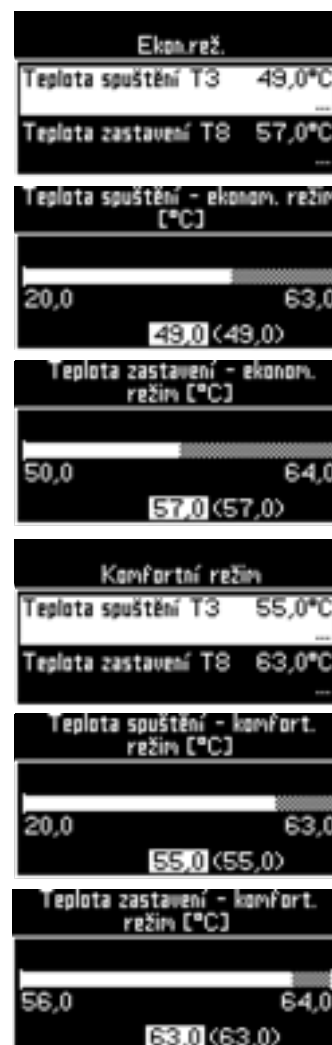 Ekon.rež.
Teplota spuštění T3 49,0°C
...
Teplota zastavení T8 57,0°C
...
Teplota spuštění - ekonom. režim
[°C]
20,0 63,0
49,0 (49,0)
Teplota zastavení - ekonom.
režim [°C]
50,0 64,0
57,0 (57,0)
Komfortní režim
Teplota spuštění T3 55,0°C
...
Teplota zastavení T8 63,0°C
...
Teplota spuštění - komfort.
režim [°C]
20,0 63,0
55,0 (55,0)
Teplota zastavení - komfort.
režim [°C]
56,0 64,0
63,0 (63,0)